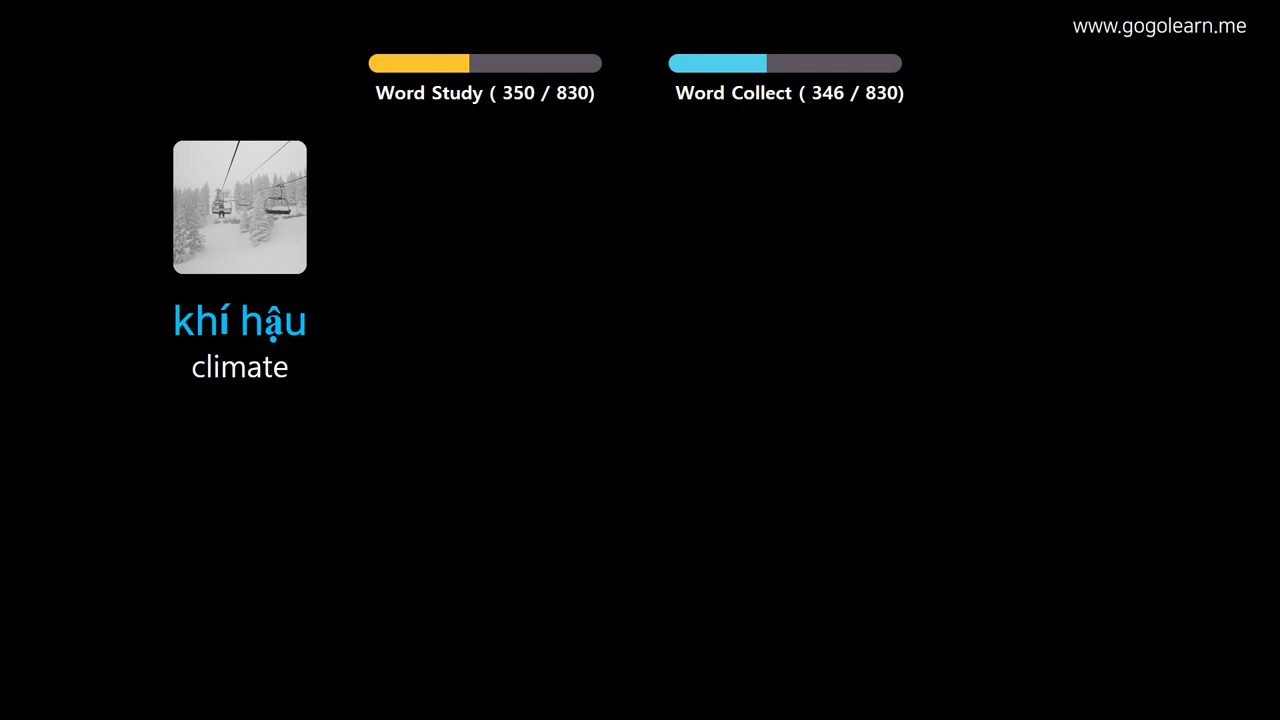 www.gogolearn.me
Word Study ( 350 / 830)
Word Collect ( 346 / 830)
khí hậu
climate